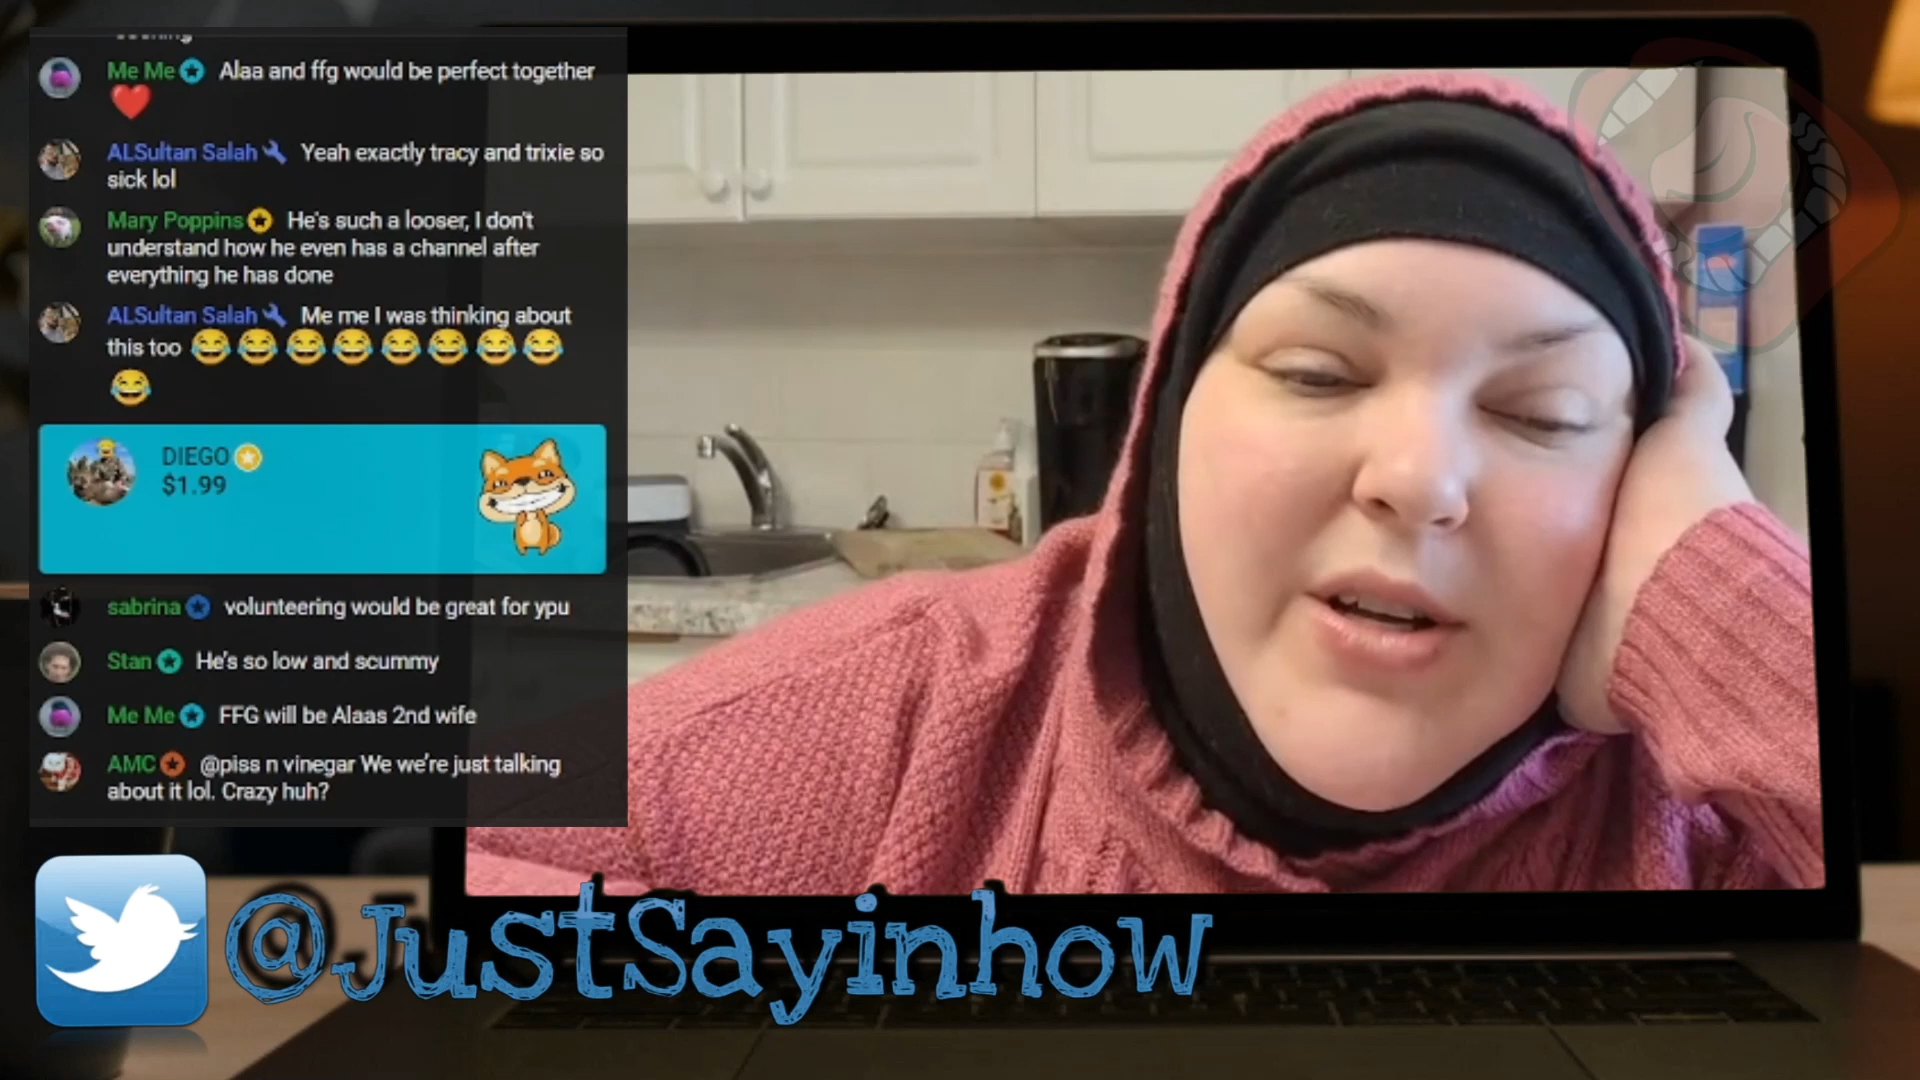 Me Me Alaa and ffg would be perfect together
ALSultan Salah Yeah exactly tracy and trixie so
sick lol
Mary Poppins He's such a looser, I don't
understand how he even has a channel after
everything he has done
ALSultan Salah Me me I was thinking about
this too
DIEGO
$1.99
sabrina volunteering would be great for ypu
Stan He's so low and scummy
Me Me FFG will be Alaas 2nd wife
AMC @piss n vinegar We we're just talking
about it lol. Crazy huh?
@JustSayinhow